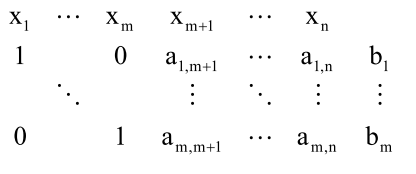 x₁ ⋯ xₘ xₘ₊₁ ⋯ xₙ
1 0 a₁,ₘ₊₁ ⋯ a₁,ₙ b₁
⋱ ⋮ ⋱ ⋮ ⋮
0 1 aₘ,ₘ₊₁ ⋯ aₘ,ₙ bₘ